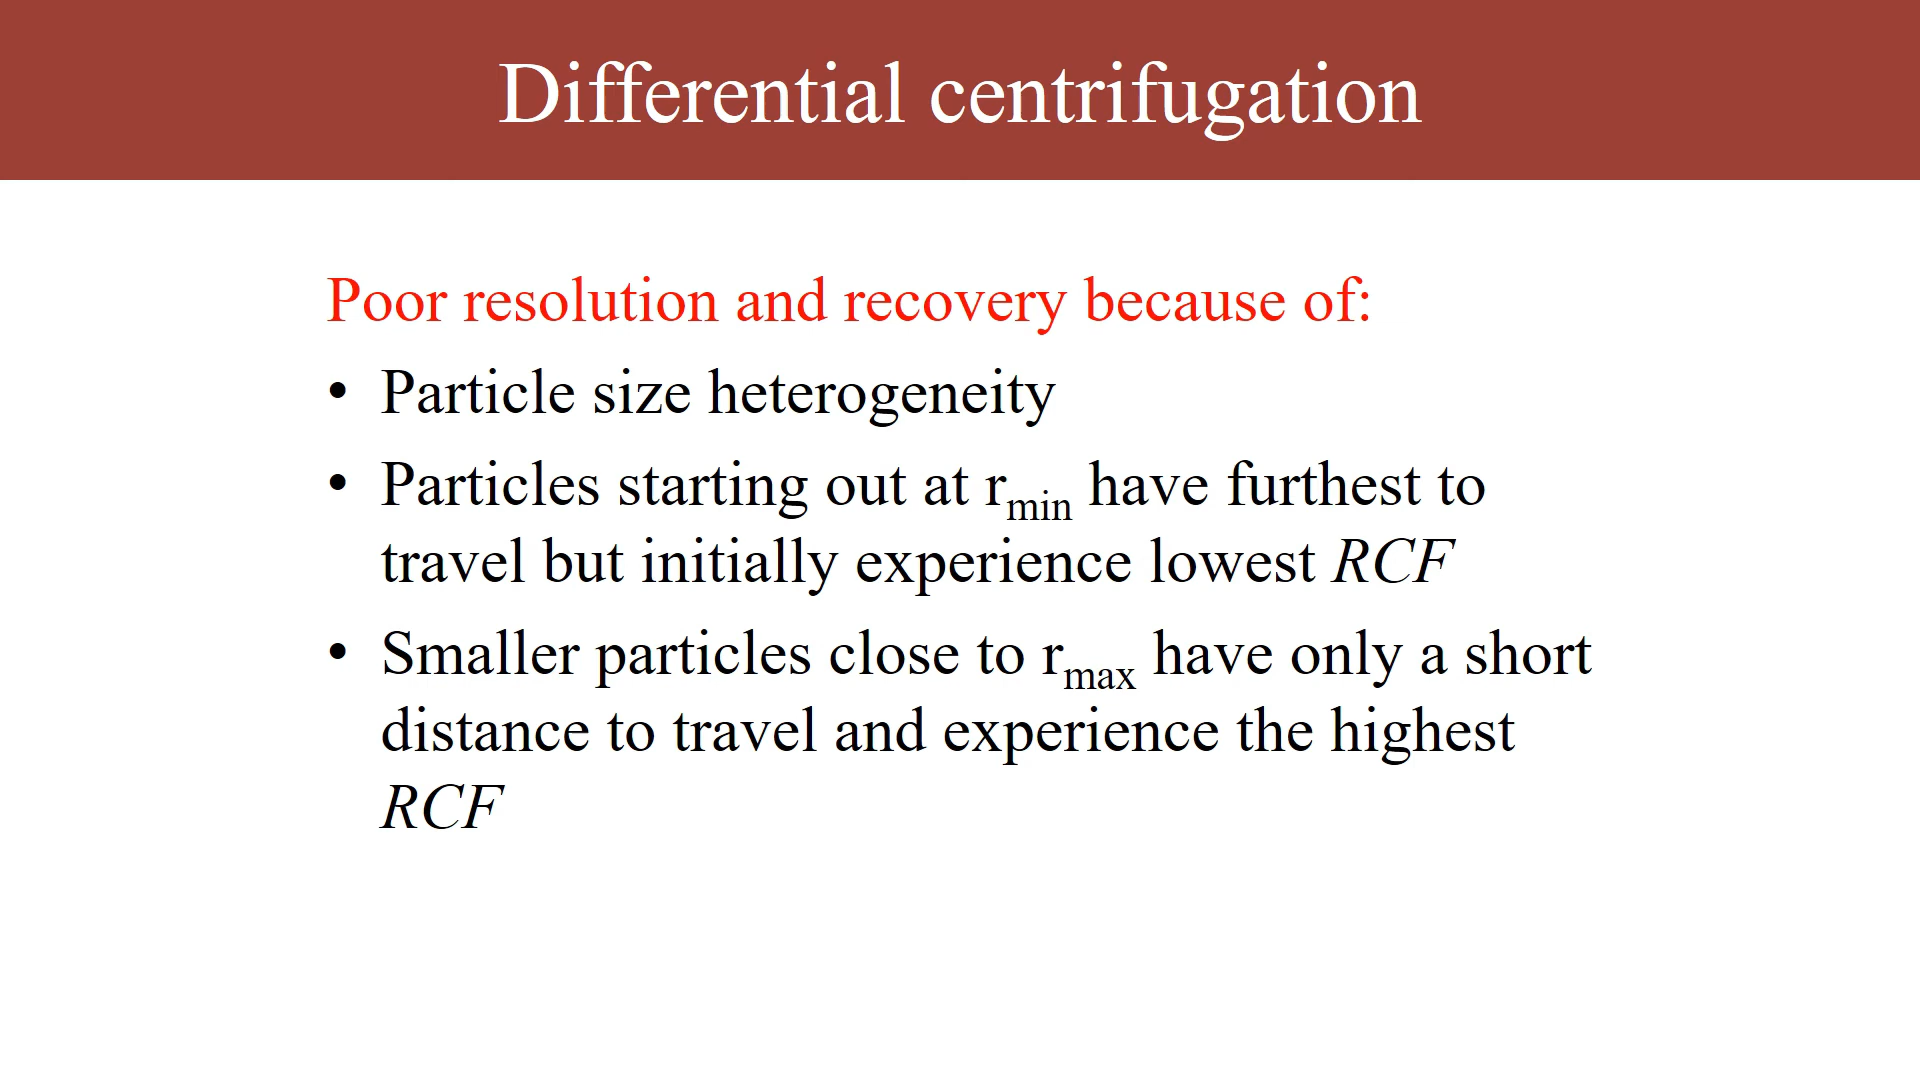 Differential centrifugation
Poor resolution and recovery because of:
• Particle size heterogeneity
• Particles starting out at rmin have furthest to
travel but initially experience lowest RCF
• Smaller particles close to rmax have only a short
distance to travel and experience the highest
RCF